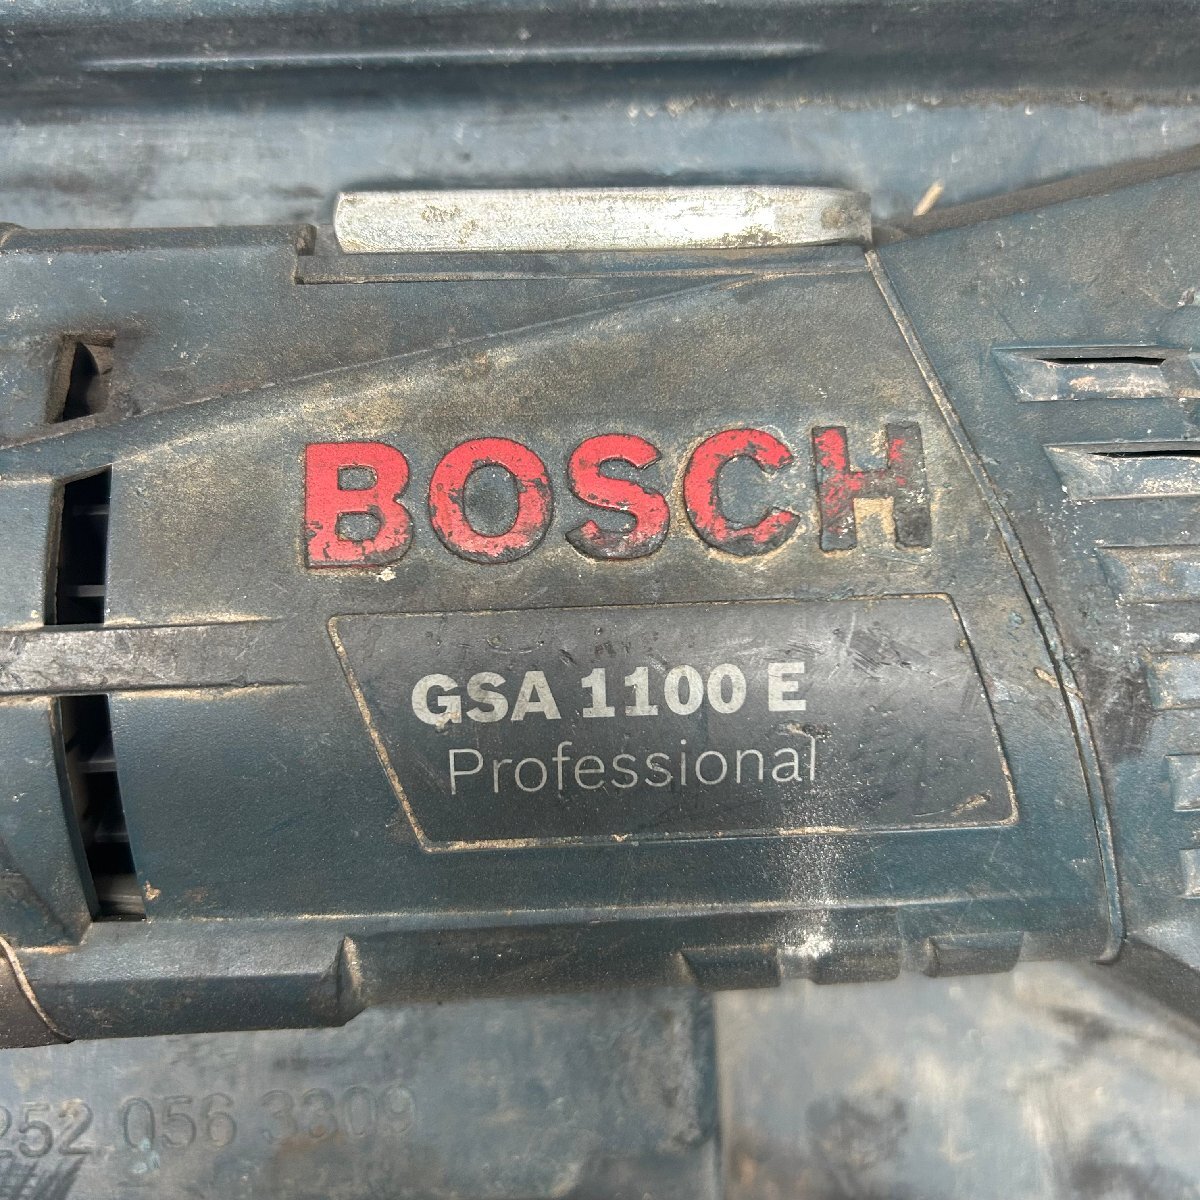 BOSCH
GSA 1100 E
Professional
252 056 3309